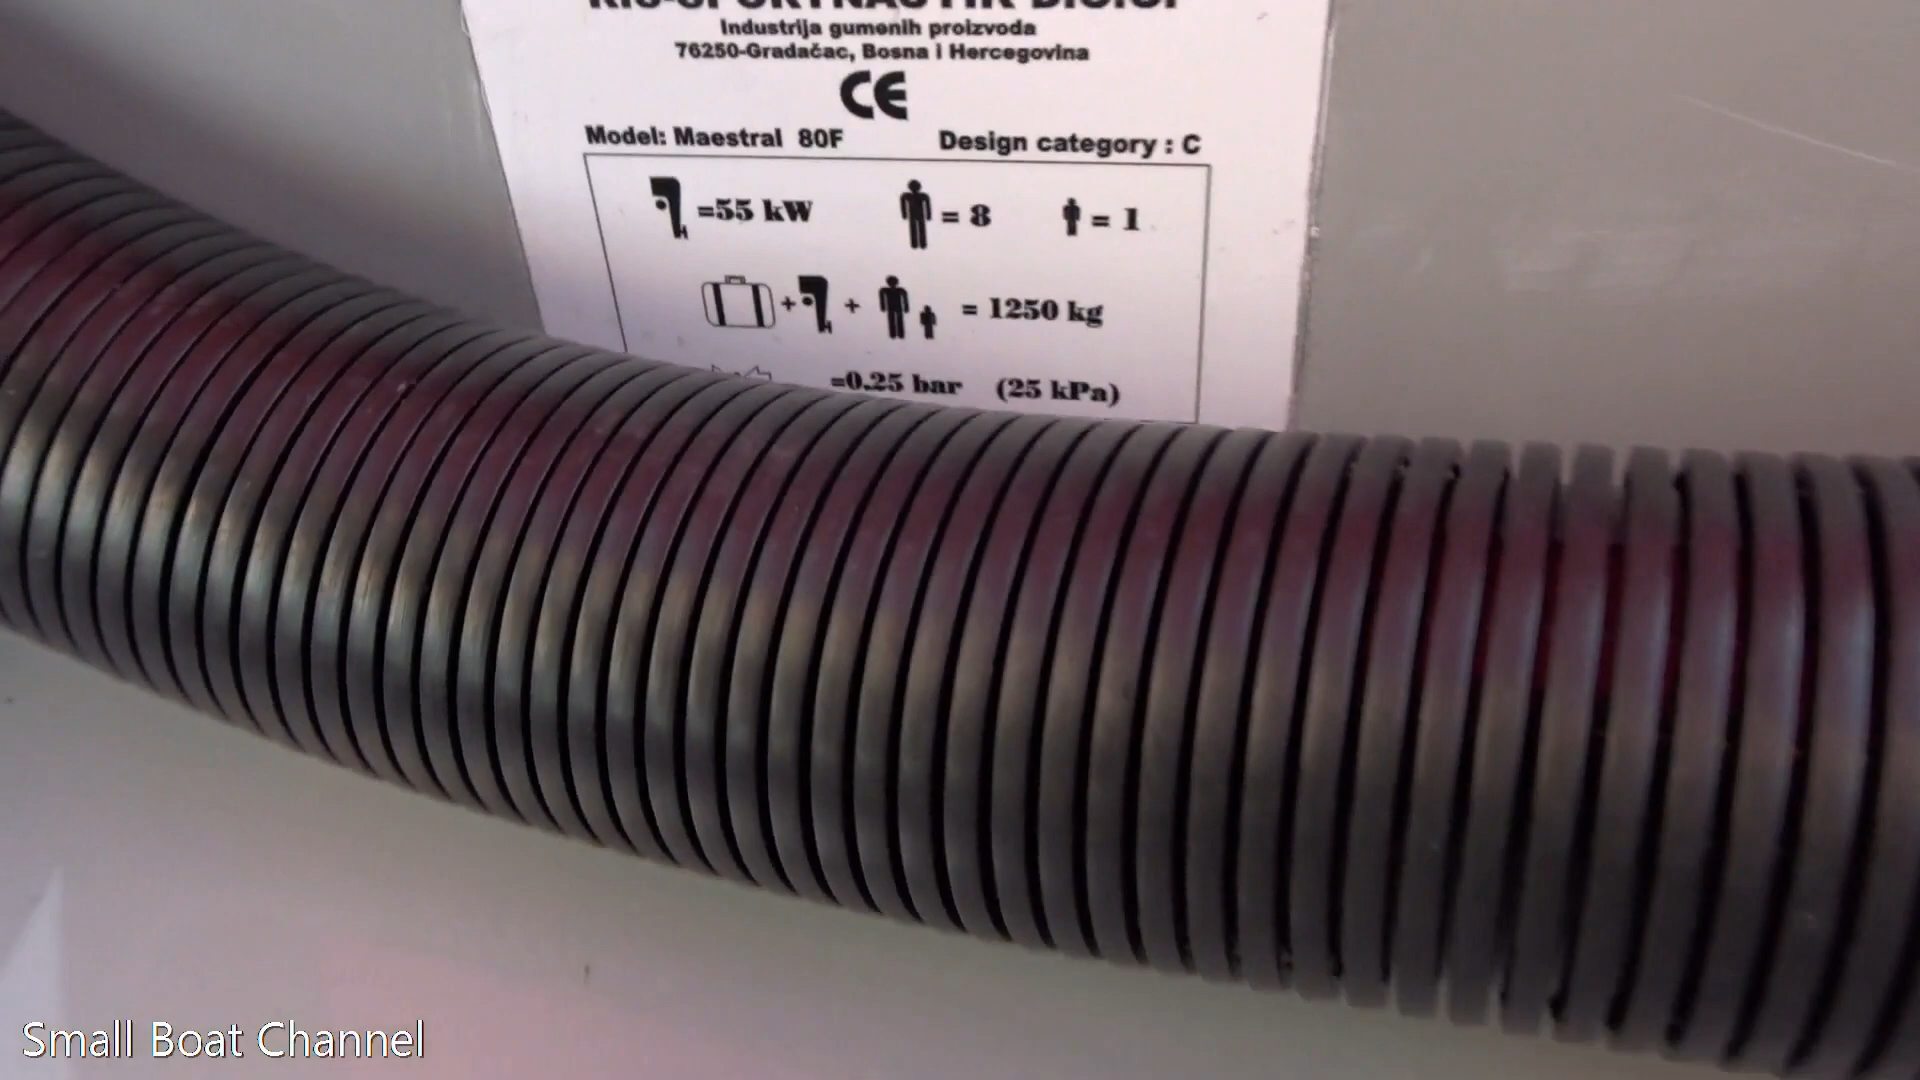 Industrija gumenih proizvoda
76250-Gradačac, Bosna i Hercegovina
CE
Model: Maestral 80F Design category : C
=55 kW = 8 = 1
+ + = 1250 kg
=0.25 bar (25 kPa)
Small Boat Channel